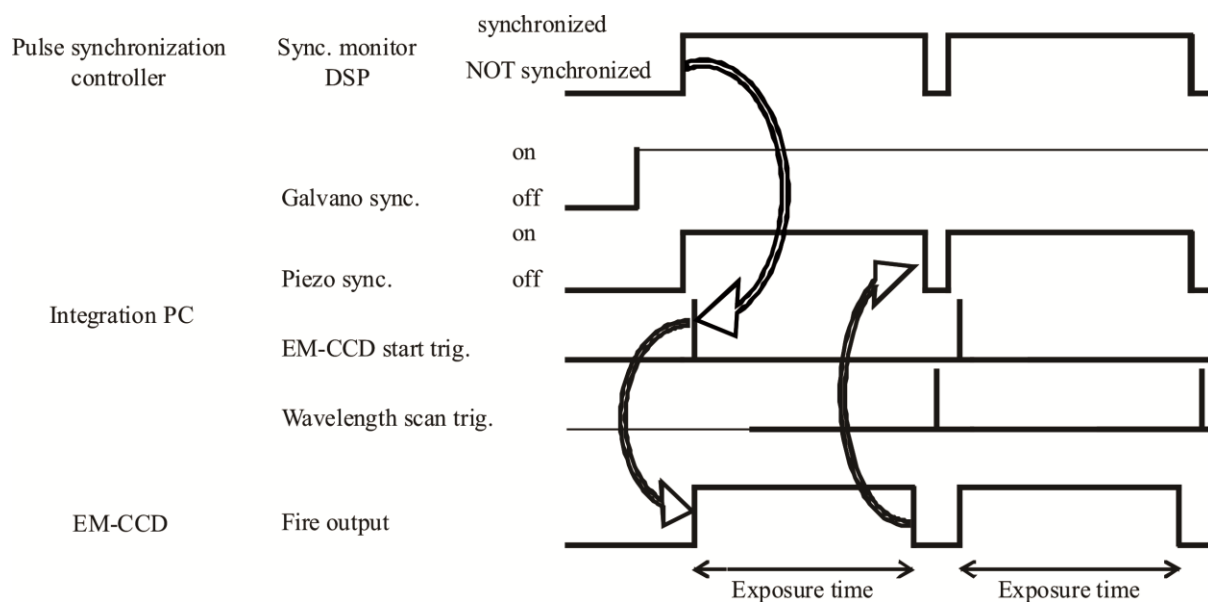 Pulse synchronization
controller
Sync. monitor
DSP
synchronized
NOT synchronized
on
Galvano sync.
off
on
Piezo sync.
off
Integration PC
EM-CCD start trig.
Wavelength scan trig.
EM-CCD
Fire output
Exposure time
Exposure time